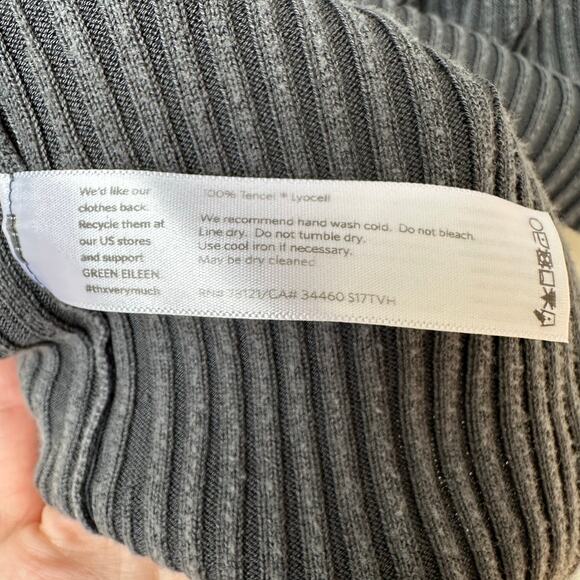 We'd like our
clothes back.
Recycle them at
our US stores
and support
GREEN EILEEN.
#thxverymuch
100% Tencel ® Lyocell
We recommend hand wash cold. Do not bleach.
Line dry. Do not tumble dry.
Use cool iron if necessary.
May be dry cleaned
RN# 78121/CA# 34460 S17TVH